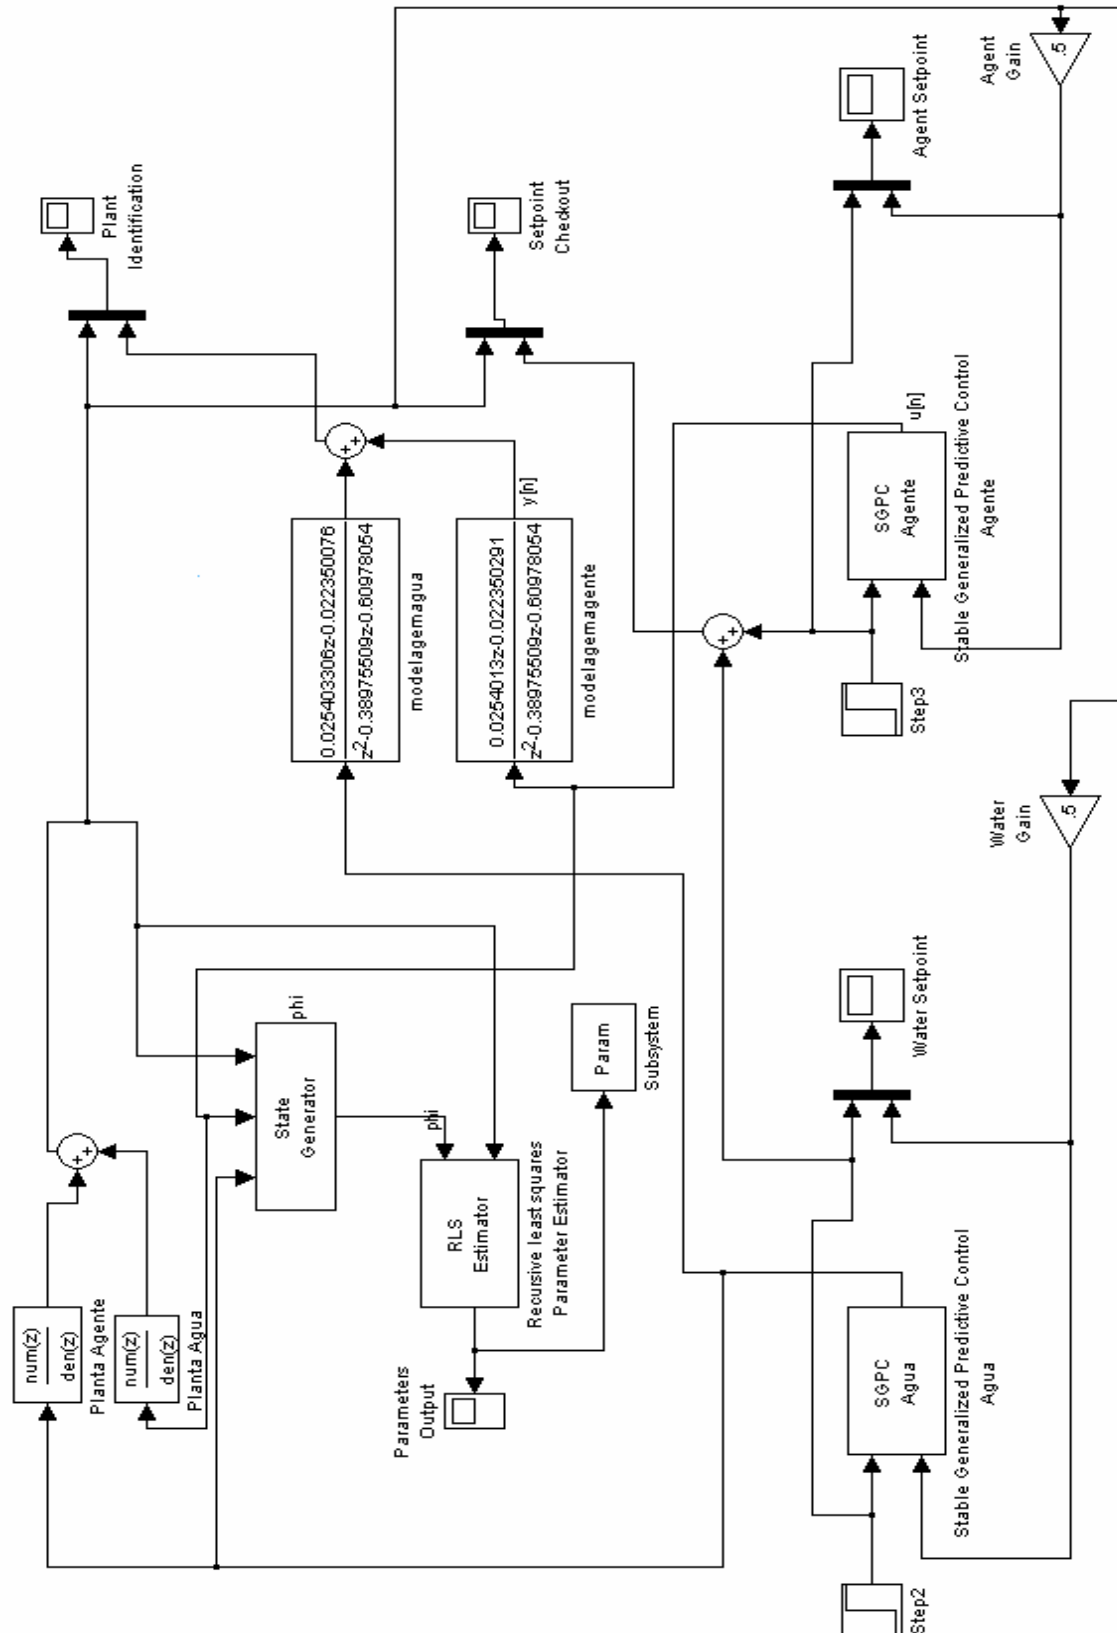 num(z)
den(z)
Planta Agente
num(z)
den(z)
Planta Agua
+
+
Plant
Identification
State
Generator
phi
phi
RLS
Estimator
Recursive least squares
Parameter Estimator
Parameters
Output
Param
Subsystem
0.025403306z-0.022350076
z²-0.38975509z-0.60978054
modelagemagua
0.0254013z-0.022350291
z²-0.38975509z-0.60978054
modelagemagente
y[n]
+
+
Setpoint
Checkout
+
+
Step2
SGPC
Agua
Stable Generalized Predictive Control
Agua
Water Setpoint
.5
Water
Gain
Step3
SGPC
Agente
u[n]
Stable Generalized Predictive Control
Agente
Agent Setpoint
.5
Agent
Gain